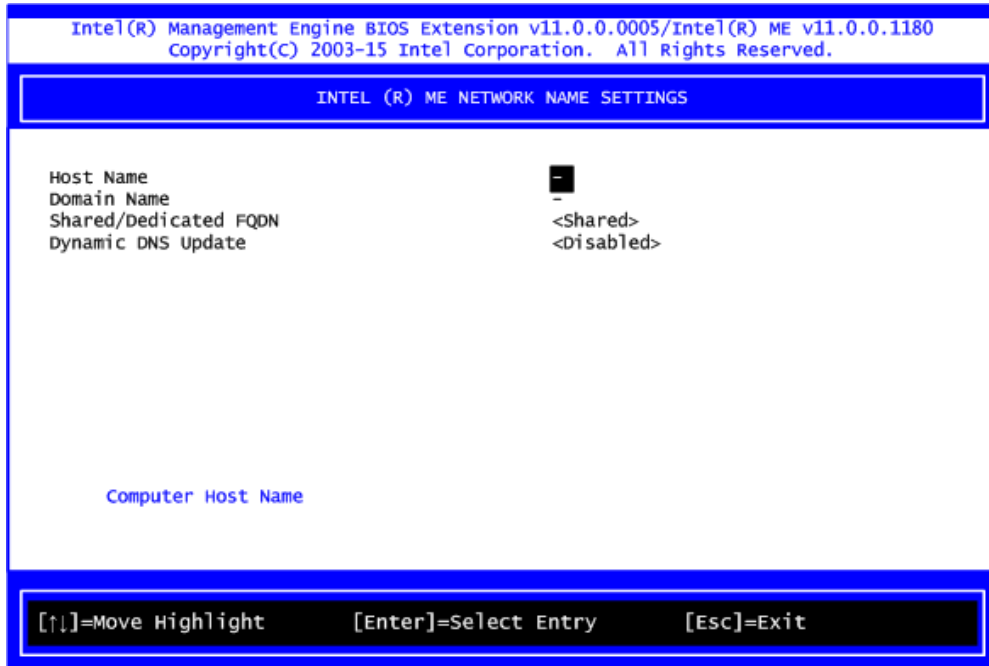 Intel(R) Management Engine BIOS Extension v11.0.0.0005/Intel(R) ME v11.0.0.1180
Copyright(C) 2003-15 Intel Corporation. All Rights Reserved.
INTEL (R) ME NETWORK NAME SETTINGS
Host Name -
Domain Name -
Shared/Dedicated FQDN <Shared>
Dynamic DNS Update <Disabled>
Computer Host Name
[↑↓]=Move Highlight [Enter]=Select Entry [Esc]=Exit